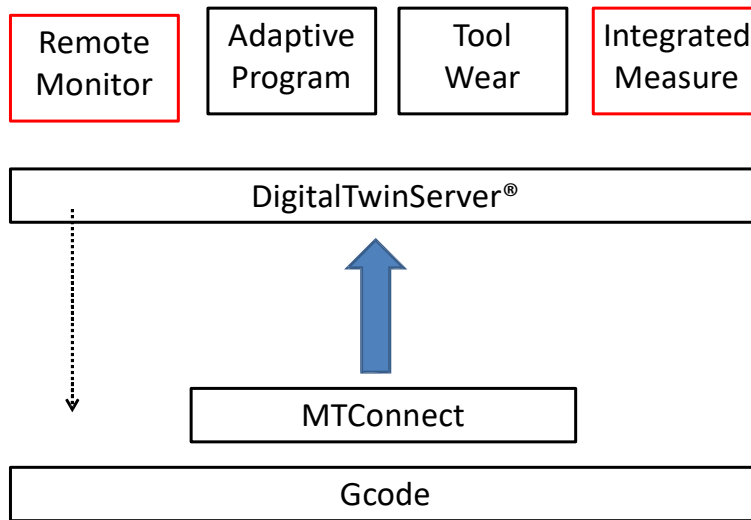 Remote
Monitor
Adaptive
Program
Tool
Wear
Integrated
Measure
DigitalTwinServer®
MTConnect
Gcode